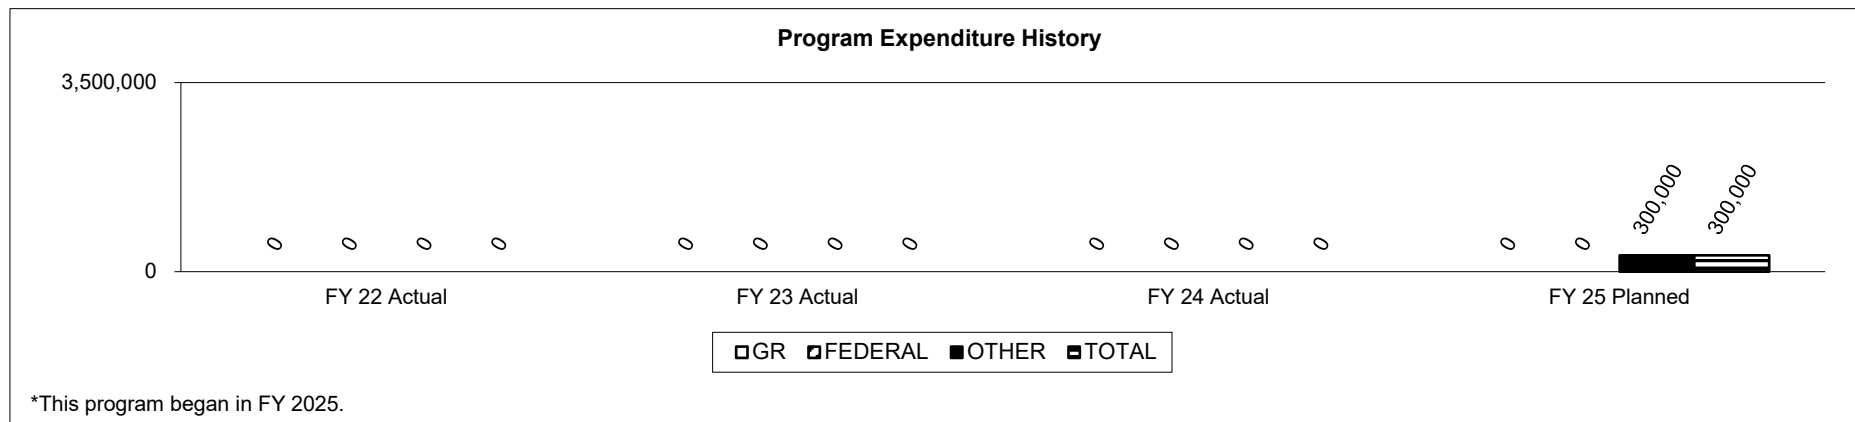 Program Expenditure History
3,500,000
0
0 0 0 0 0 0 0 0 0 0 0 0 0 0 300,000 300,000
FY 22 Actual FY 23 Actual FY 24 Actual FY 25 Planned
GR FEDERAL OTHER TOTAL
*This program began in FY 2025.